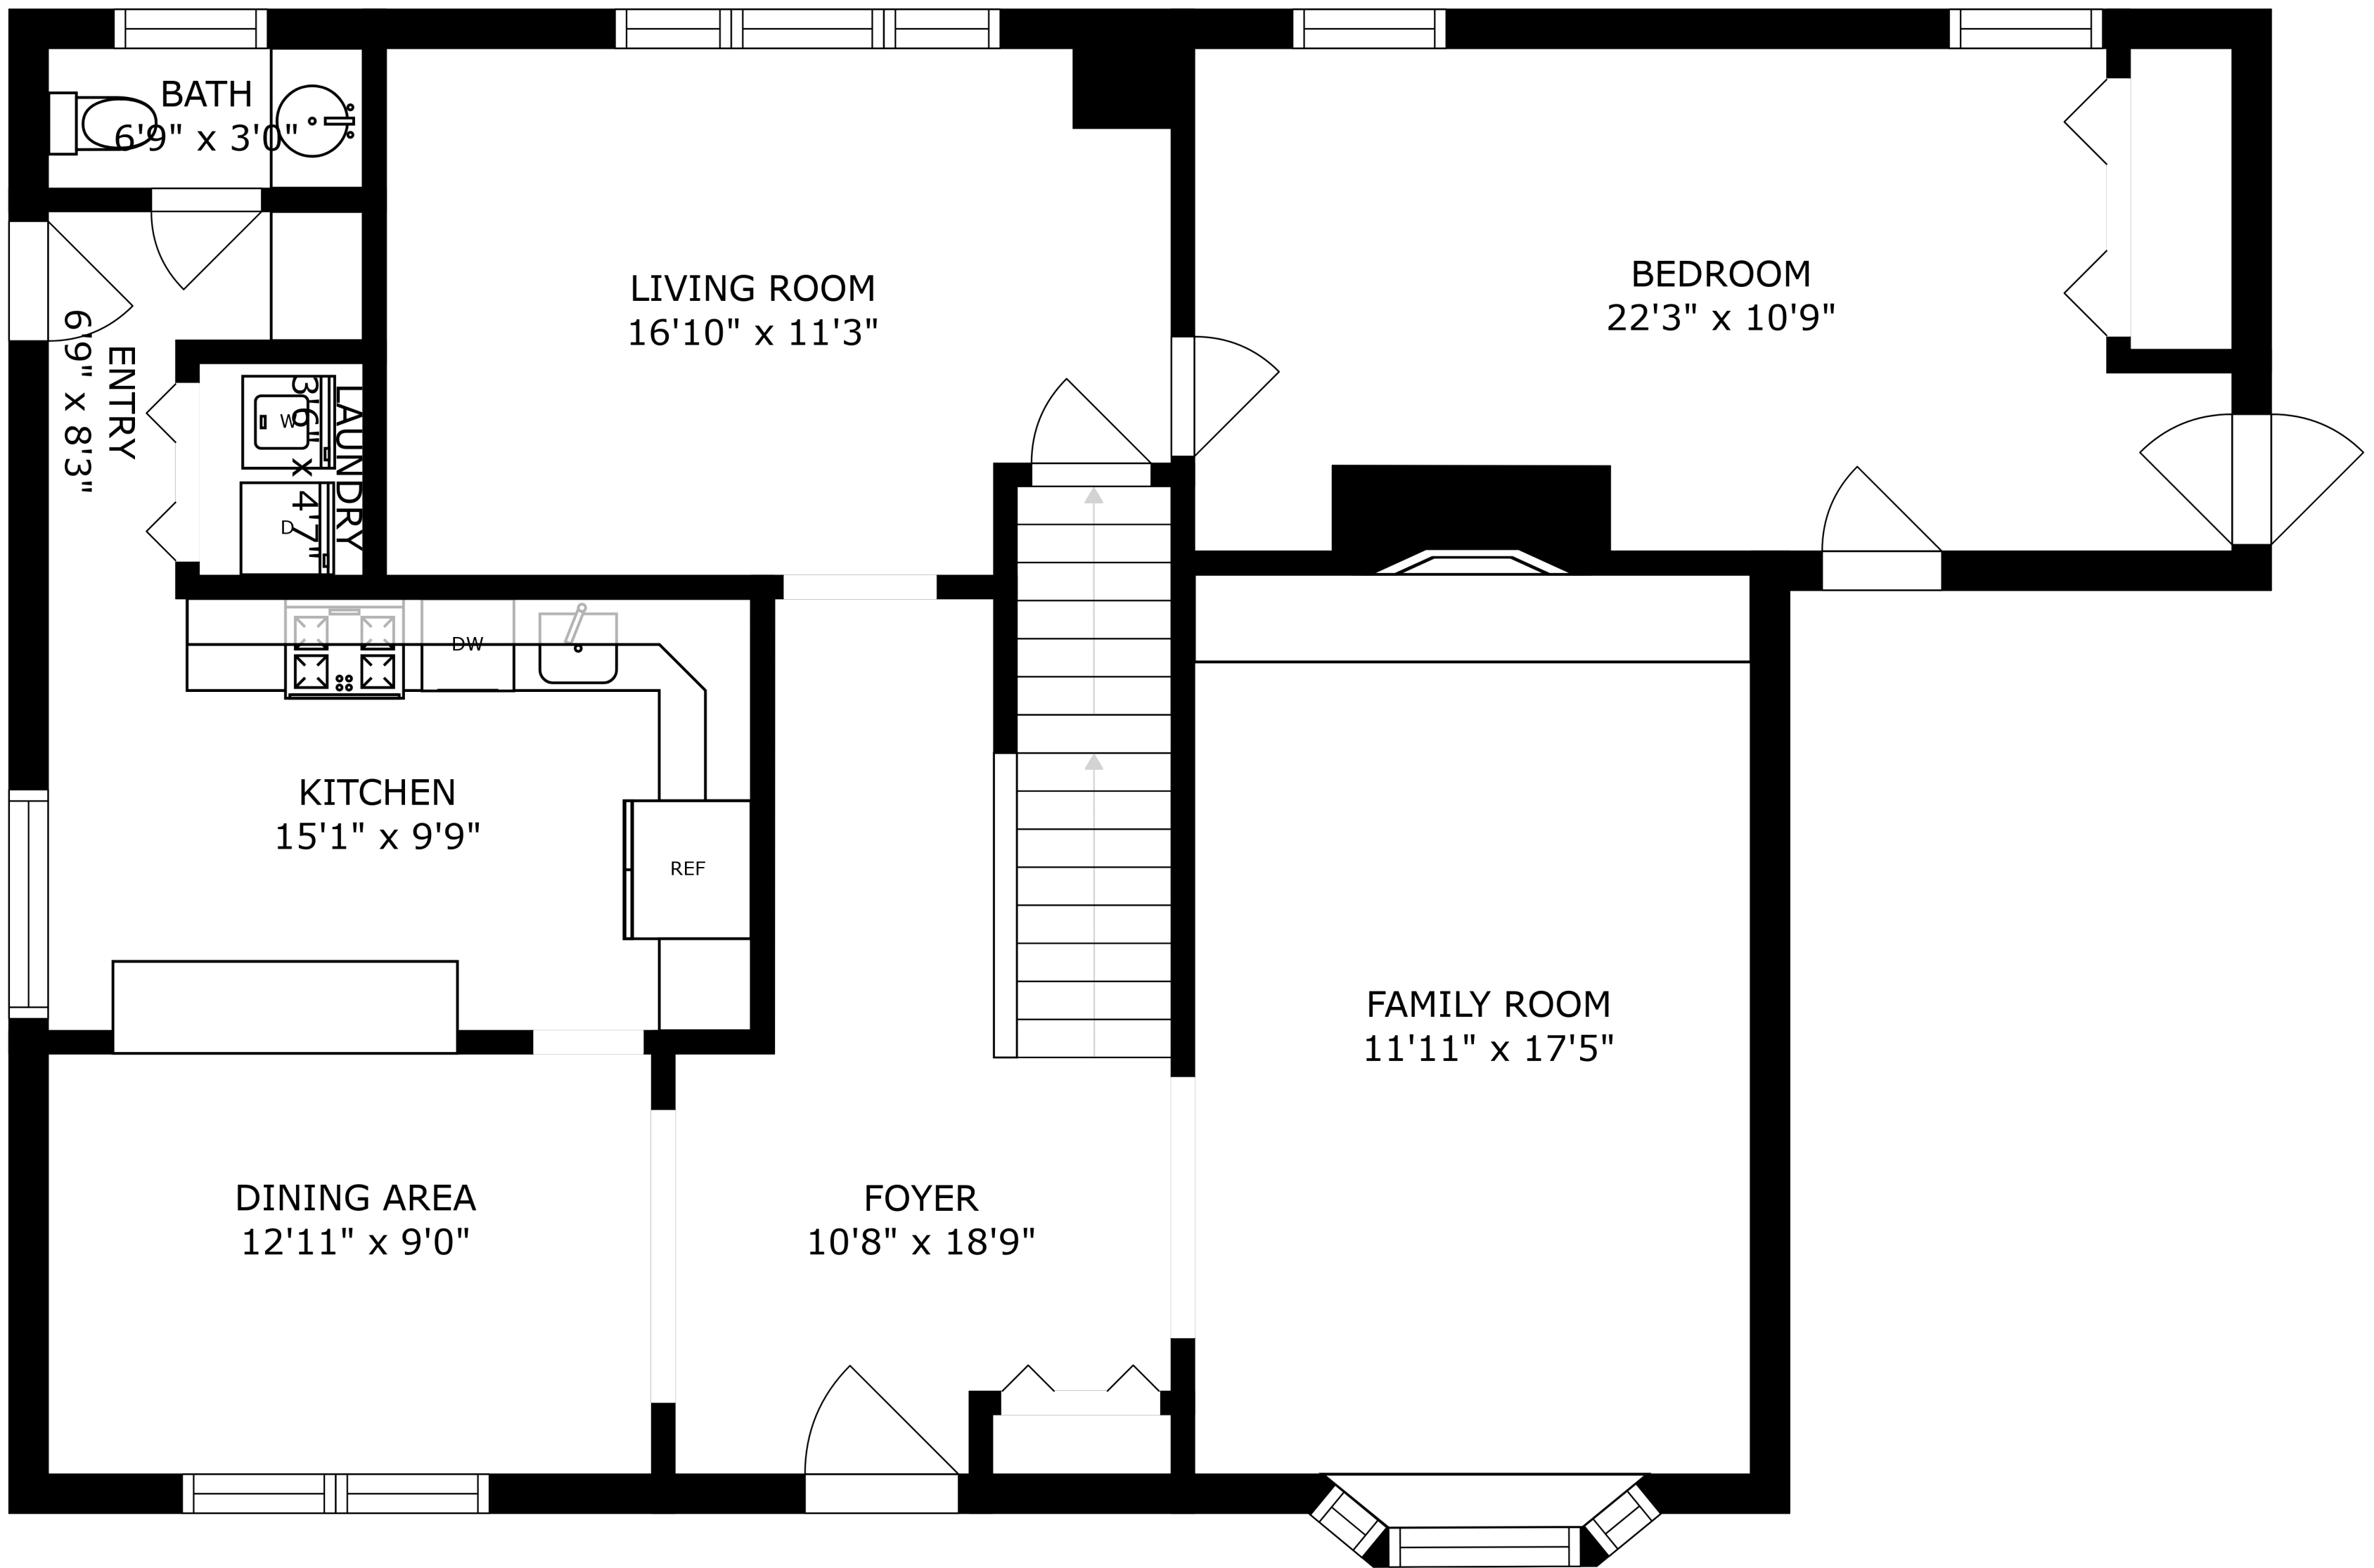 BATH
6'9" x 3'0"
LIVING ROOM
16'10" x 11'3"
BEDROOM
22'3" x 10'9"
ENTRY
6'9" x 8'3"
LAUNDRY
3'6" x 4'7"
W
D
DW
KITCHEN
15'1" x 9'9"
REF
FAMILY ROOM
11'11" x 17'5"
DINING AREA
12'11" x 9'0"
FOYER
10'8" x 18'9"